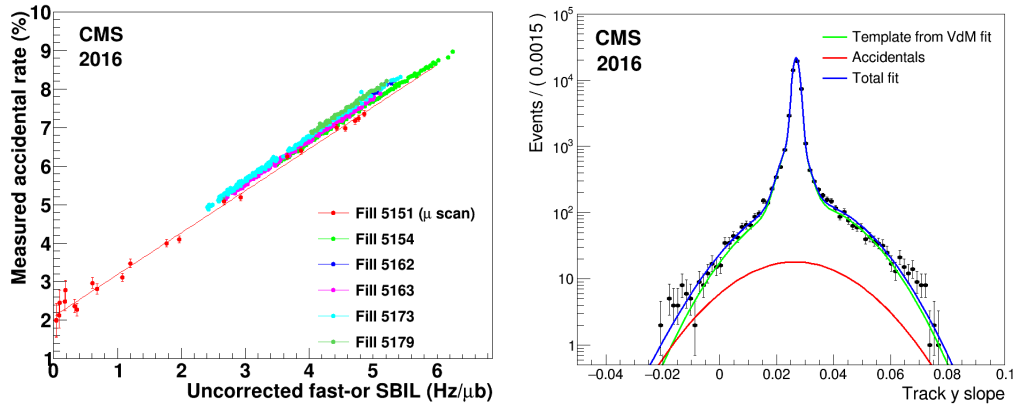 CMS
2016
Measured accidental rate (%)
10
9
8
7
6
5
4
3
2
1
0 1 2 3 4 5 6
Uncorrected fast-or SBIL (Hz/μb)
Fill 5151 (μ scan)
Fill 5154
Fill 5162
Fill 5163
Fill 5173
Fill 5179
CMS
2016
Events / ( 0.0015 )
10⁵
10⁴
10³
10²
10
1
−0.04 −0.02 0 0.02 0.04 0.06 0.08 0.1
Track y slope
Template from VdM fit
Accidentals
Total fit